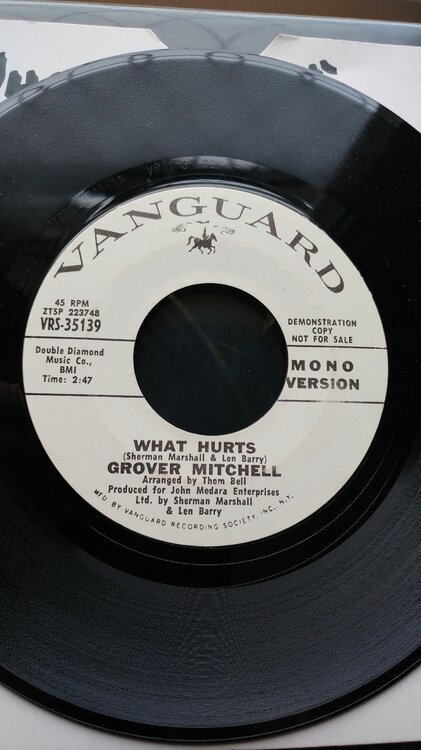 VANGUARD
45 RPM
ZTSP 223748
VRS-35139
DEMONSTRATION
COPY
NOT FOR SALE
Double Diamond
Music Co.,
BMI
Time: 2:47
MONO
VERSION
WHAT HURTS
(Sherman Marshall & Len Barry)
GROVER MITCHELL
Arranged by Thom Bell
Produced for John Medara Enterprises
Ltd. by Sherman Marshall
& Len Barry
MFD. BY VANGUARD RECORDING SOCIETY, INC., N.Y.